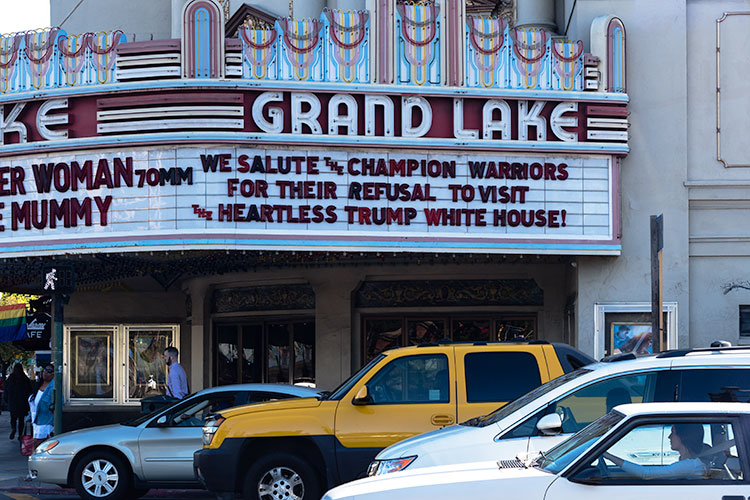 KE
GRAND LAKE
ER WOMAN 70MM
E MUMMY
WE SALUTE THE CHAMPION WARRIORS
FOR THEIR REFUSAL TO VISIT
THE HEARTLESS TRUMP WHITE HOUSE!